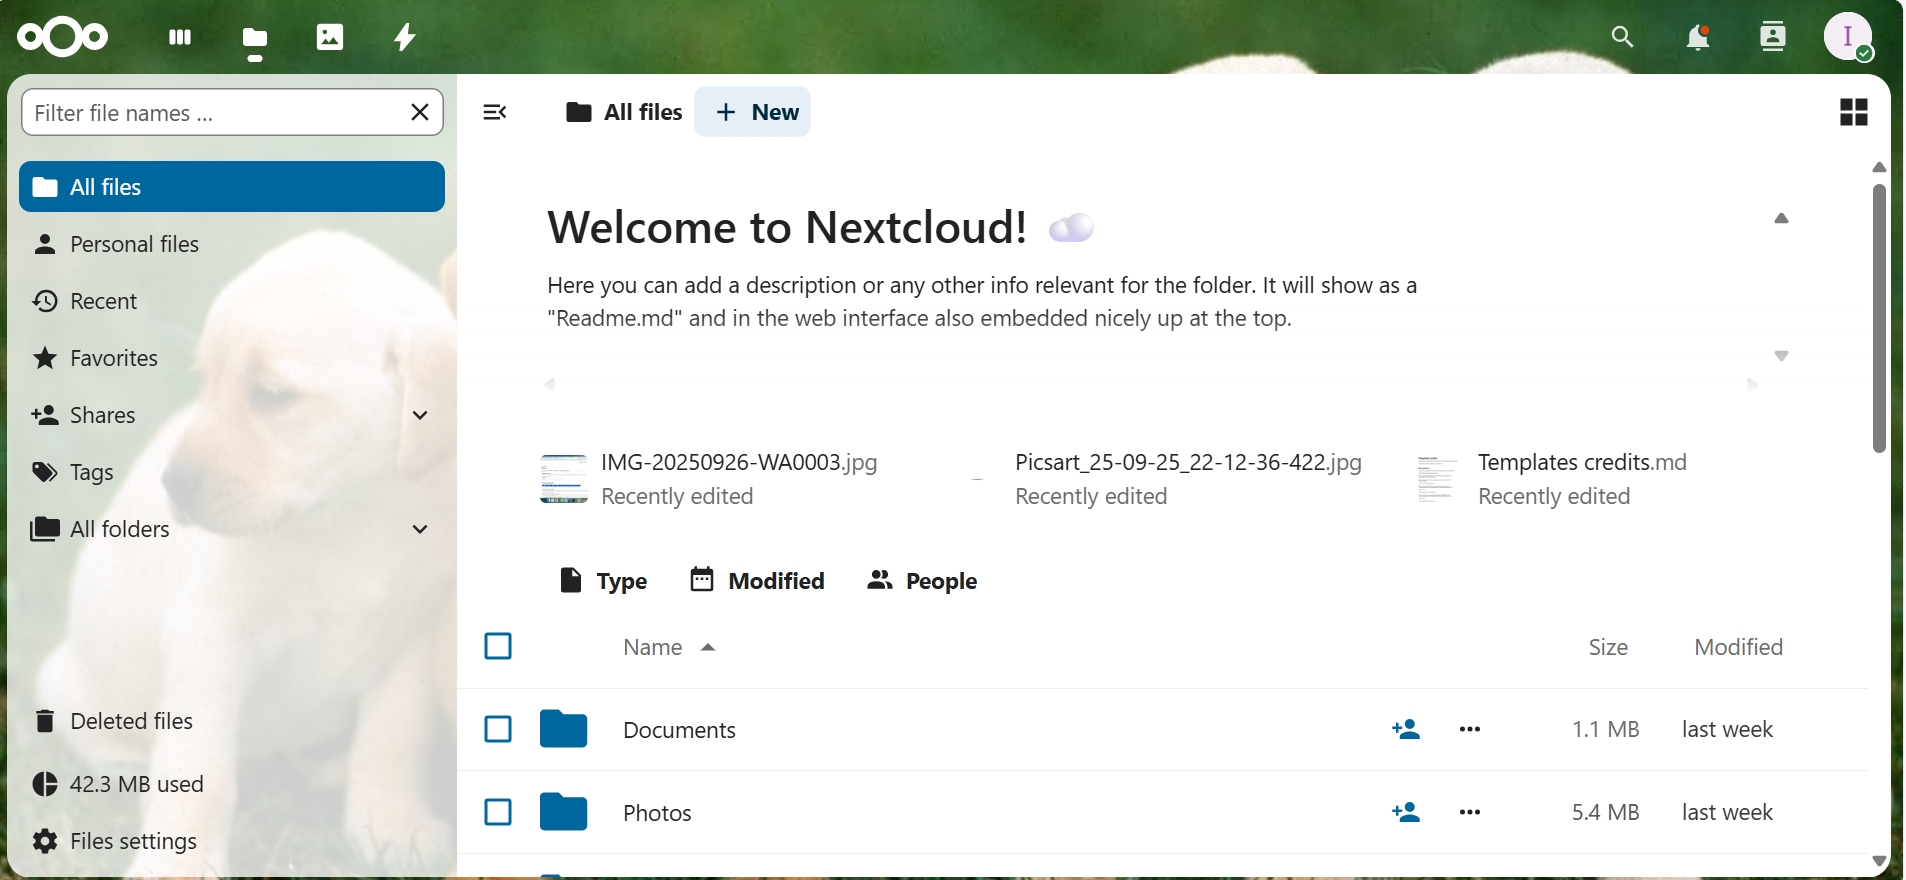 I
Filter file names ...
All files
Personal files
Recent
Favorites
Shares
Tags
All folders
Deleted files
42.3 MB used
Files settings
All files
+ New
Welcome to Nextcloud!
Here you can add a description or any other info relevant for the folder. It will show as a
"Readme.md" and in the web interface also embedded nicely up at the top.
IMG-20250926-WA0003.jpg
Recently edited
Picsart_25-09-25_22-12-36-422.jpg
Recently edited
Templates credits.md
Recently edited
Type Modified People
Name Size Modified
Documents 1.1 MB last week
Photos 5.4 MB last week